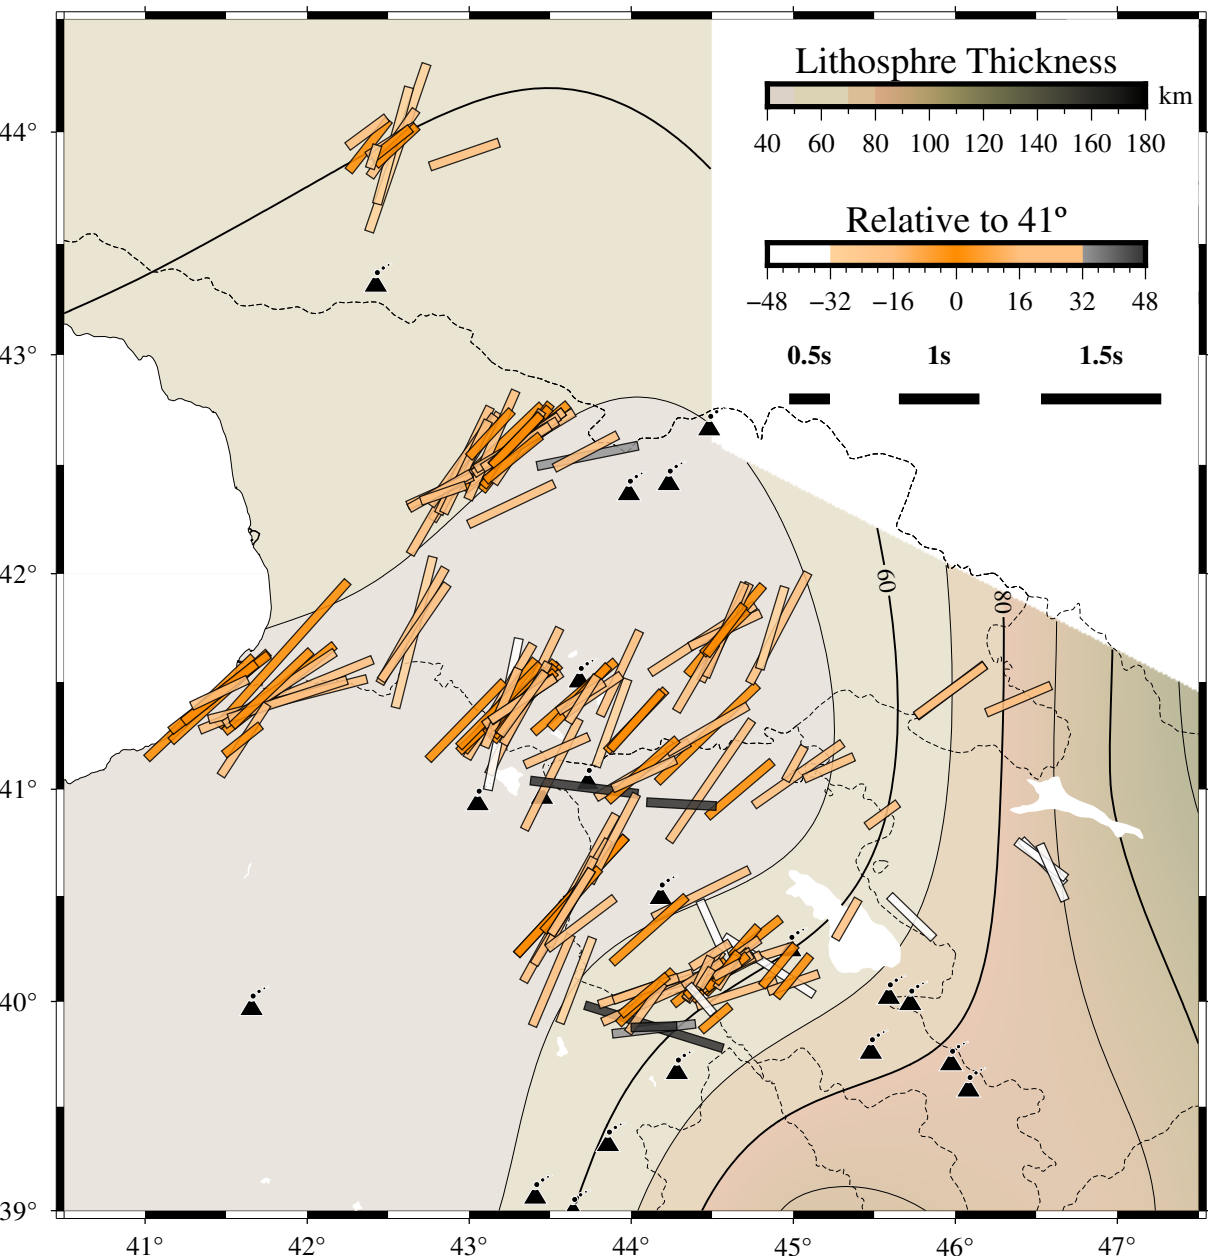 Lithosphre Thickness
km
40 60 80 100 120 140 160 180
Relative to 41º
−48 −32 −16 0 16 32 48
0.5s 1s 1.5s
44°
43°
42°
41°
40°
39°
60
80
41° 42° 43° 44° 45° 46° 47°